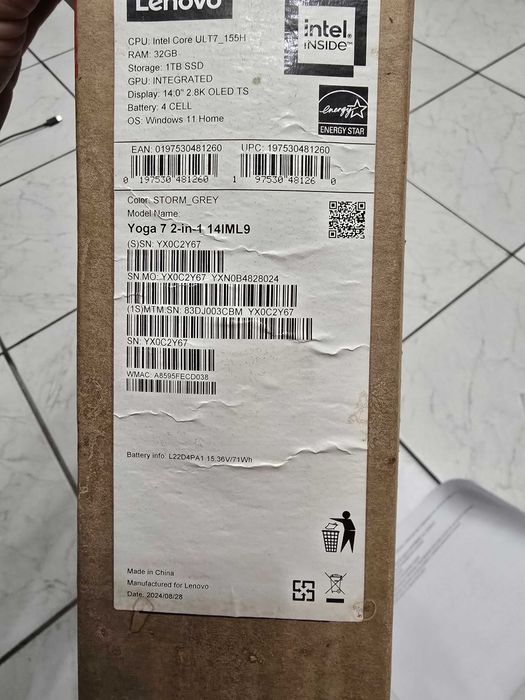 Lenovo
intel
INSIDE™
CPU: Intel Core ULT7_155H
RAM: 32GB
Storage: 1TB SSD
GPU: INTEGRATED
Display: 14.0" 2.8K OLED TS
Battery: 4 CELL
OS: Windows 11 Home
energy
ENERGY STAR
EAN: 0197530481260 UPC: 197530481260
0 197530 481260 1 97530 48126 0
Color: STORM_GREY
Model Name:
Yoga 7 2-in-1 14IML9
(S)SN: YX0C2Y67
SN.MO: YX0C2Y67 YXN0B4828024
(1S)MTM:SN: 83DJ003CBM YX0C2Y67
SN: YX0C2Y67
WMAC: A8595FECD038
Battery info: L22D4PA1 15.36V/71Wh
Made in China
Manufactured for Lenovo
Date: 2024/08/28